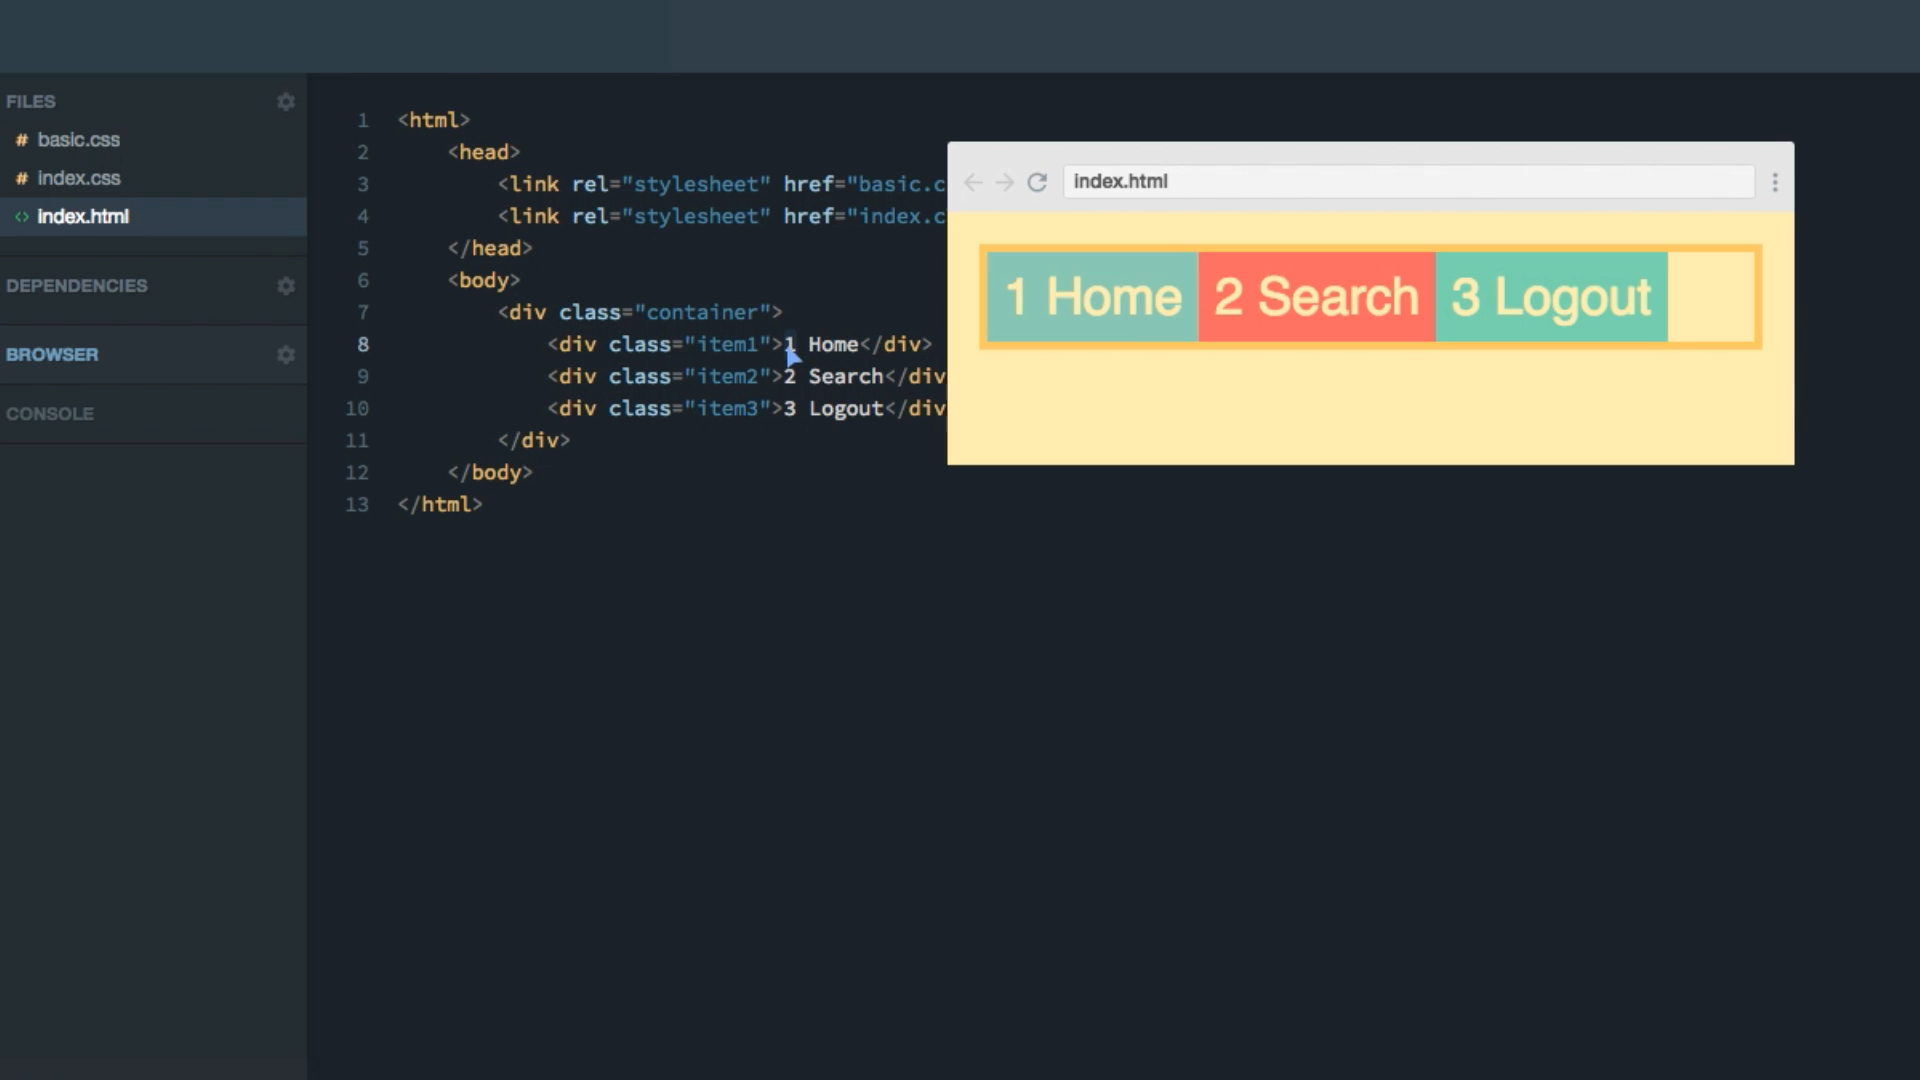 FILES
# basic.css
# index.css
<> index.html
DEPENDENCIES
BROWSER
CONSOLE
1 <html>
2 <head>
3 <link rel="stylesheet" href="basic.c
4 <link rel="stylesheet" href="index.c
5 </head>
6 <body>
7 <div class="container">
8 <div class="item1">1 Home</div>
9 <div class="item2">2 Search</div
10 <div class="item3">3 Logout</div
11 </div>
12 </body>
13 </html>
index.html
1 Home 2 Search 3 Logout